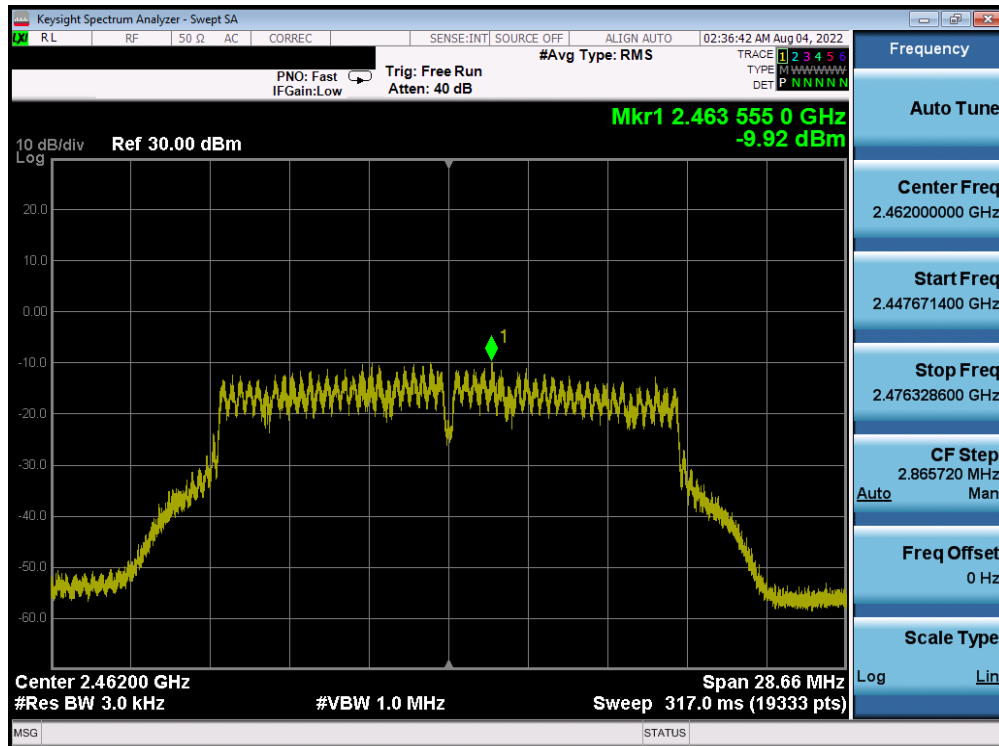 Keysight Spectrum Analyzer - Swept SA
LXI RL RF 50 Ω AC CORREC SENSE:INT SOURCE OFF ALIGN AUTO 02:36:42 AM Aug 04, 2022
#Avg Type: RMS
TRACE 1 2 3 4 5 6
TYPE M WWWWW
DET P N N N N N
PNO: Fast
IFGain:Low
Trig: Free Run
Atten: 40 dB
Mkr1 2.463 555 0 GHz
-9.92 dBm
10 dB/div Ref 30.00 dBm
Log
20.0
10.0
0.00
1
-10.0
-20.0
-30.0
-40.0
-50.0
-60.0
Center 2.46200 GHz Span 28.66 MHz
#Res BW 3.0 kHz #VBW 1.0 MHz Sweep 317.0 ms (19333 pts)
MSG STATUS
Frequency
Auto Tune
Center Freq
2.462000000 GHz
Start Freq
2.447671400 GHz
Stop Freq
2.476328600 GHz
CF Step
2.865720 MHz
Auto Man
Freq Offset
0 Hz
Scale Type
Log Lin